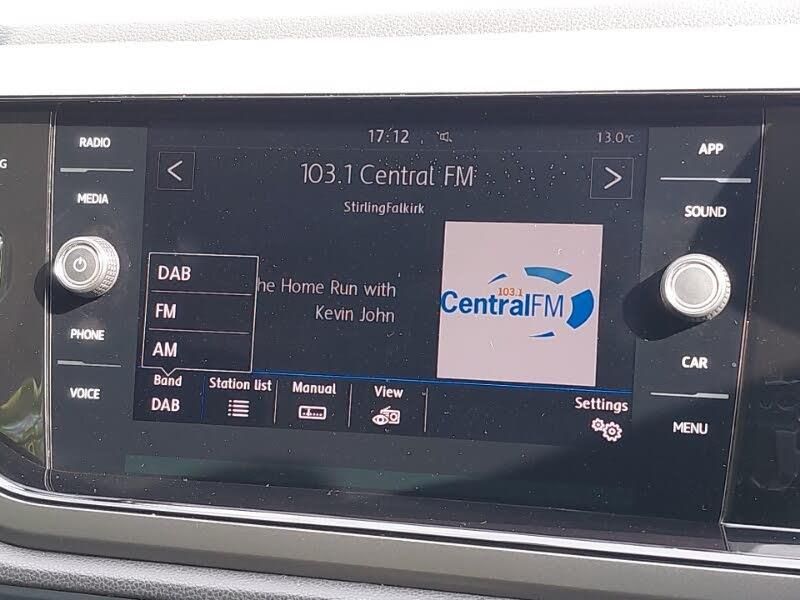 G
RADIO
MEDIA
PHONE
VOICE
17:12
13.0°C
< 103.1 Central FM >
StirlingFalkirk
he Home Run with
Kevin John
103.1
CentralFM
DAB
FM
AM
Band
DAB
Station list
Manual
View
Settings
APP
SOUND
CAR
MENU